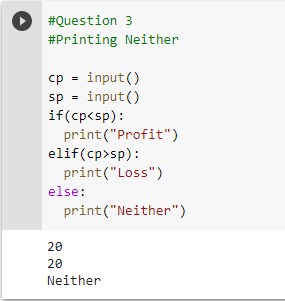 #Question 3
#Printing Neither

cp = input()
sp = input()
if(cp<sp):
  print("Profit")
elif(cp>sp):
  print("Loss")
else:
  print("Neither")

20
20
Neither